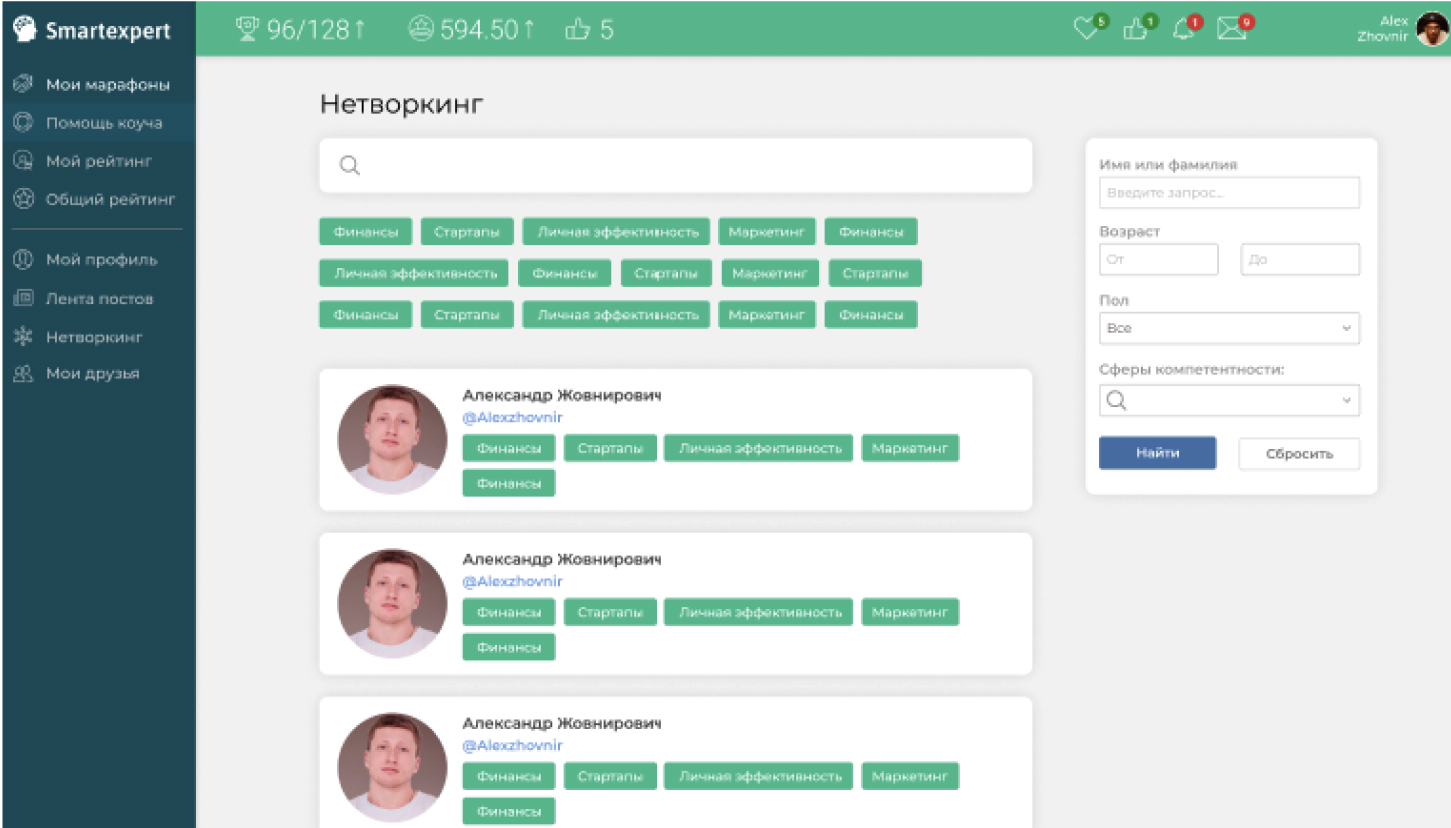 Smartexpert
96/128↑ 594.50↑ 5
5 1 1 9
Alex
Zhovnir
Мои марафоны
Помощь коуча
Мой рейтинг
Общий рейтинг
Мой профиль
Лента постов
Нетворкинг
Мои друзья
Нетворкинг
Финансы Стартапы Личная эффективность Маркетинг Финансы
Личная эффективность Финансы Стартапы Маркетинг Стартапы
Финансы Стартапы Личная эффективность Маркетинг Финансы
Александр Жовнирович
@Alexzhovnir
Финансы Стартапы Личная эффективность Маркетинг
Финансы
Александр Жовнирович
@Alexzhovnir
Финансы Стартапы Личная эффективность Маркетинг
Финансы
Александр Жовнирович
@Alexzhovnir
Финансы Стартапы Личная эффективность Маркетинг
Финансы
Имя или фамилия
Введите запрос...
Возраст
От До
Пол
Все
Сферы компетентности:
Найти Сбросить